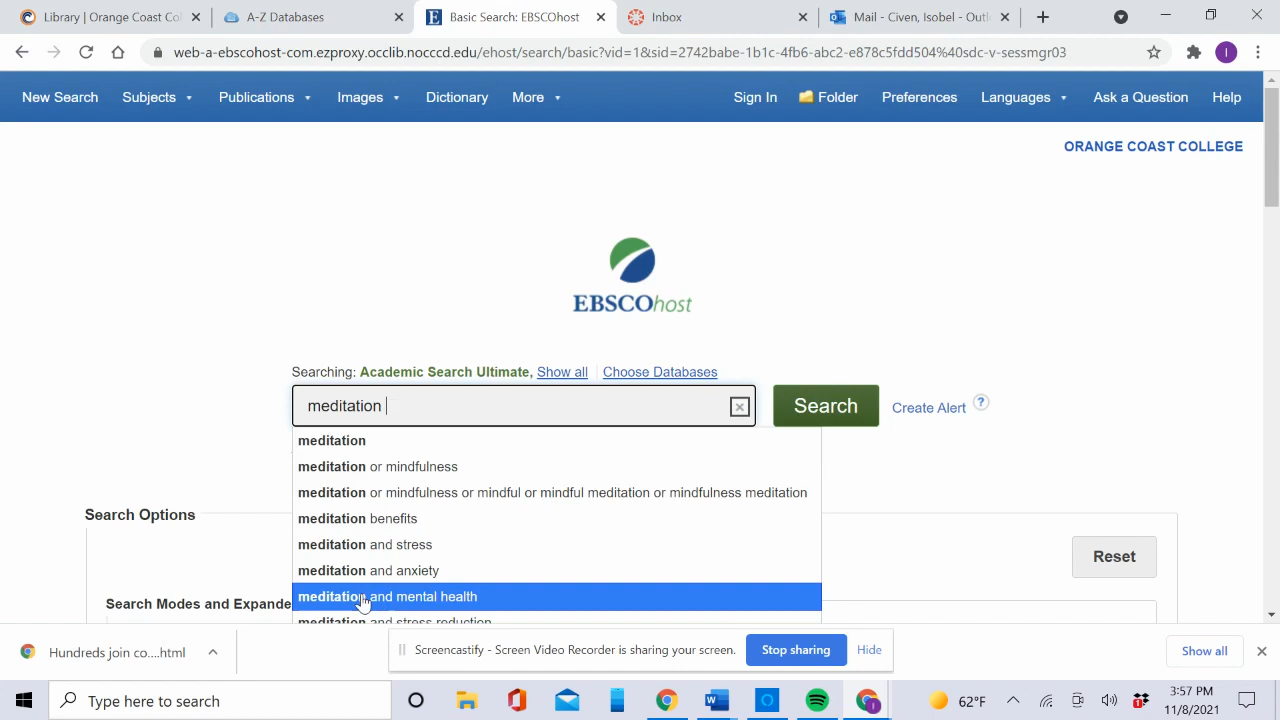 Library | Orange Coast Co
A-Z Databases
Basic Search: EBSCOhost
Inbox
Mail - Civen, Isobel - Outl
web-a-ebscohost-com.ezproxy.occlib.nocccd.edu/ehost/search/basic?vid=1&sid=2742babe-1b1c-4fb6-abc2-e878c5fdd504%40sdc-v-sessmgr03
I
New Search
Subjects
Publications
Images
Dictionary
More
Sign In
Folder
Preferences
Languages
Ask a Question
Help
ORANGE COAST COLLEGE
EBSCOhost
Searching: Academic Search Ultimate, Show all
Choose Databases
meditation
Search
Create Alert
?
meditation
meditation or mindfulness
meditation or mindfulness or mindful or mindful meditation or mindfulness meditation
meditation benefits
meditation and stress
meditation and anxiety
meditation and mental health
meditation and stress reduction
Search Options
Reset
Search Modes and Expande
Hundreds join co....html
Screencastify - Screen Video Recorder is sharing your screen.
Stop sharing
Hide
Show all
Type here to search
62°F
3:57 PM
11/8/2021